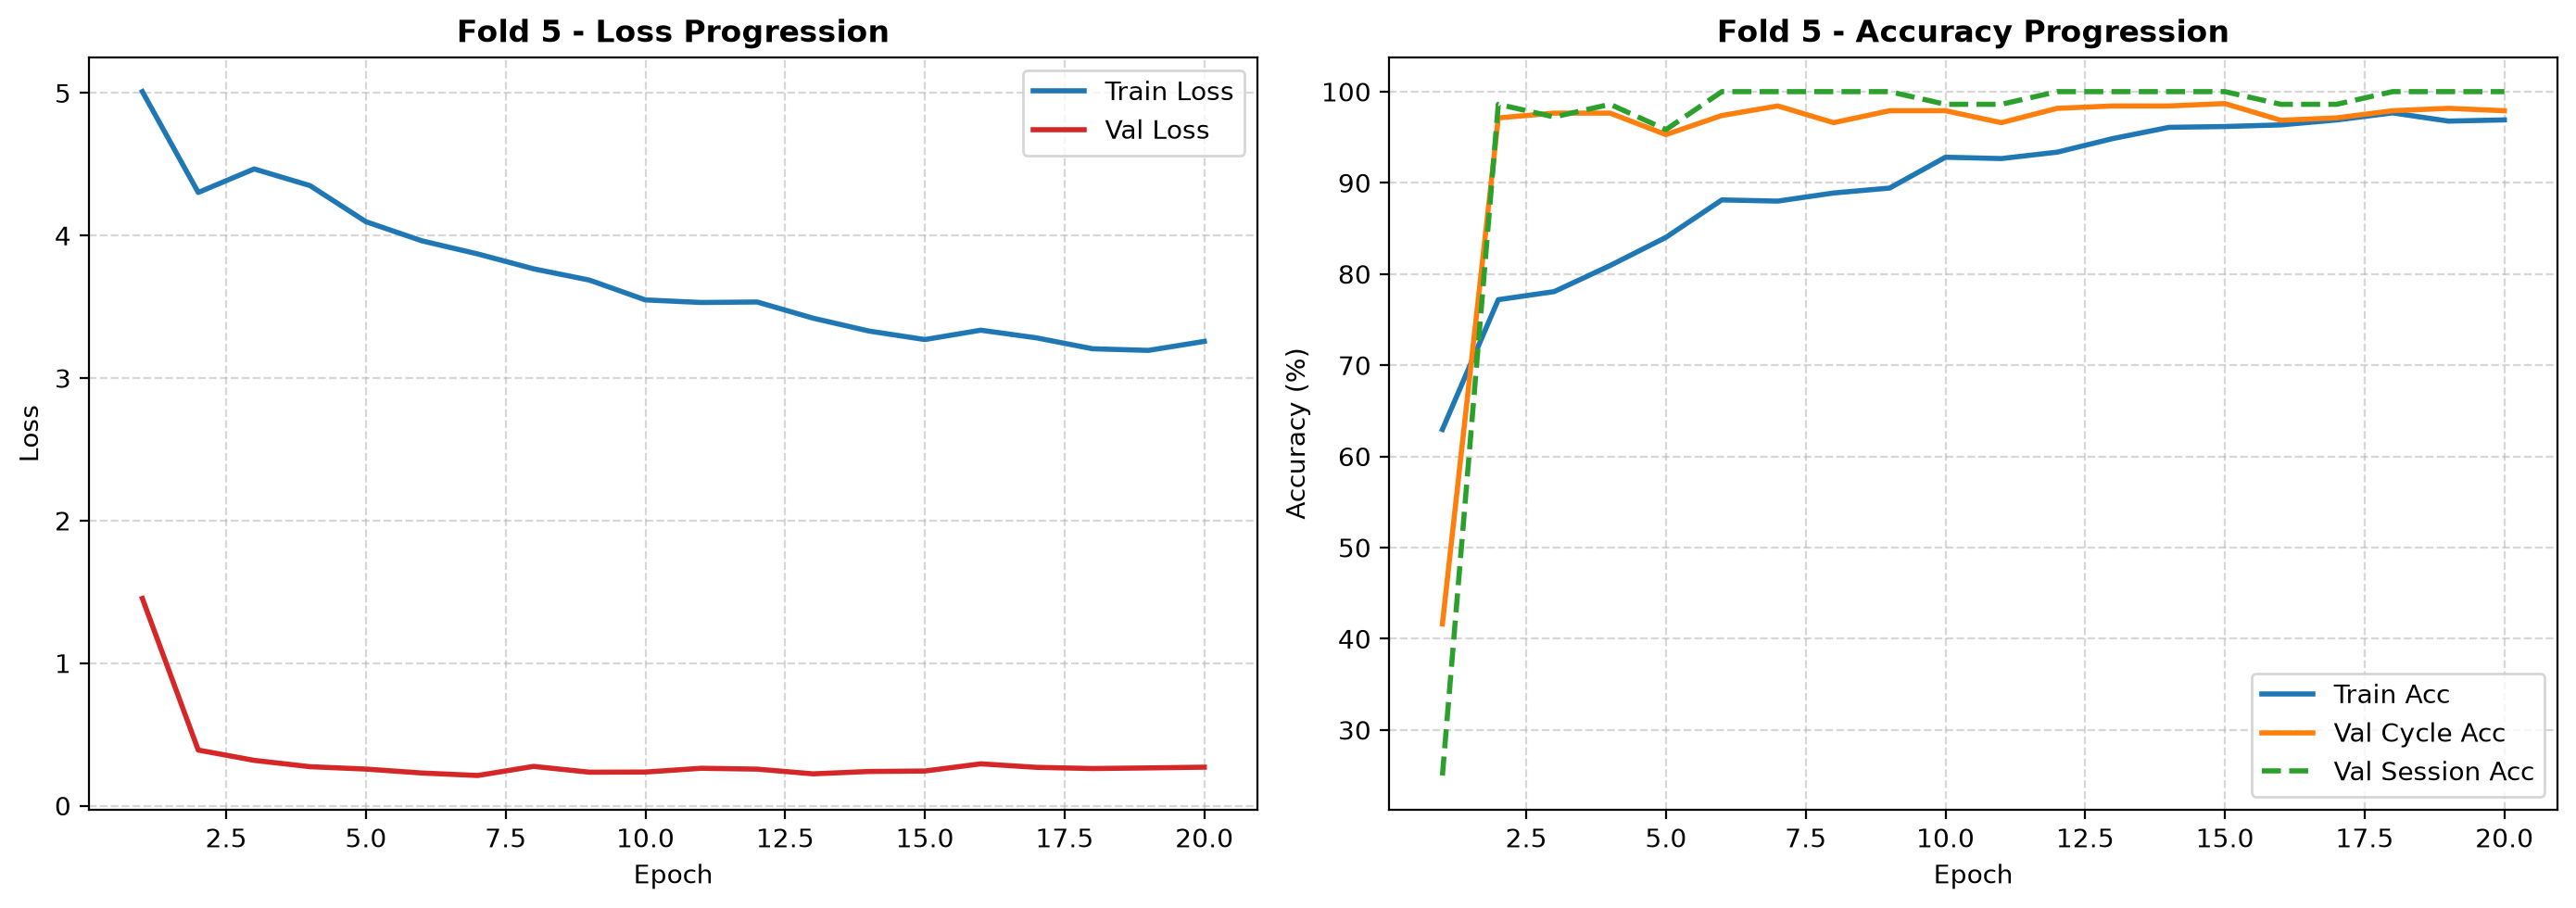 Fold 5 - Loss Progression
5
4
3
2
1
0
Loss
2.5 5.0 7.5 10.0 12.5 15.0 17.5 20.0
Epoch
Train Loss
Val Loss
Fold 5 - Accuracy Progression
100
90
80
70
60
50
40
30
Accuracy (%)
2.5 5.0 7.5 10.0 12.5 15.0 17.5 20.0
Epoch
Train Acc
Val Cycle Acc
Val Session Acc